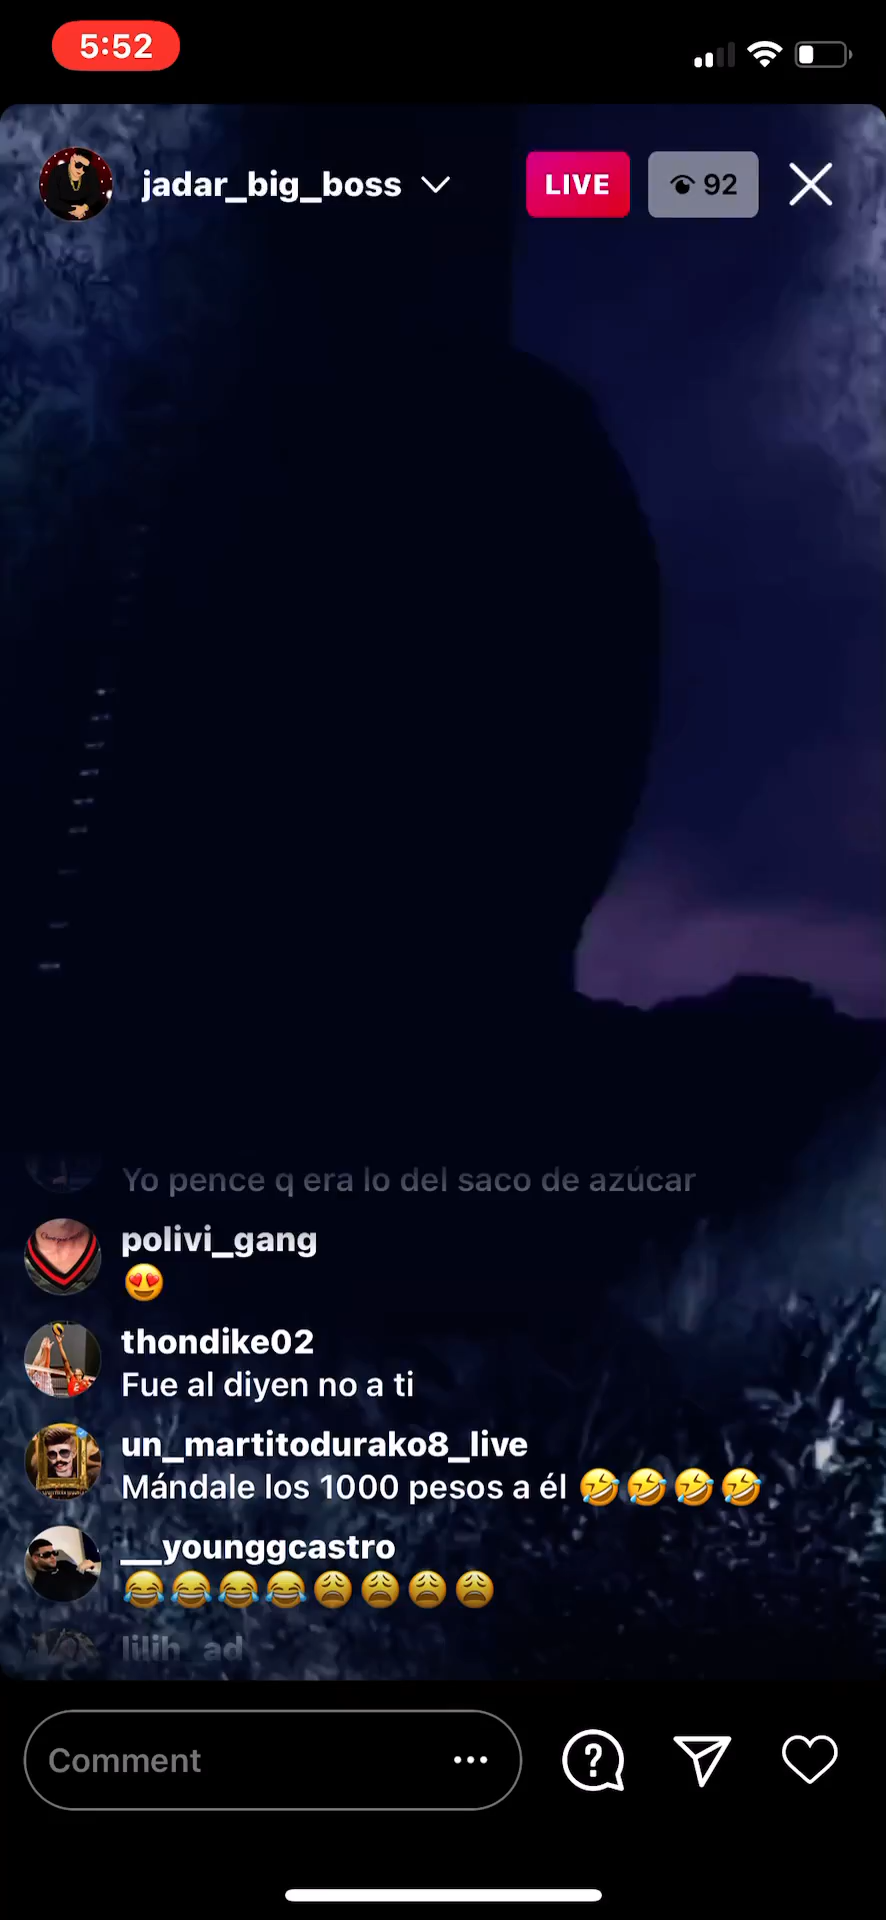 5:52
jadar_big_boss
LIVE
92
Yo pence q era lo del saco de azúcar
polivi_gang
😍
thondike02
Fue al diyen no a ti
un_martitodurako8_live
Mándale los 1000 pesos a él 🤣🤣🤣🤣
__younggcastro
😂😂😂😂😩😩😩😩
lilih_ad
Comment